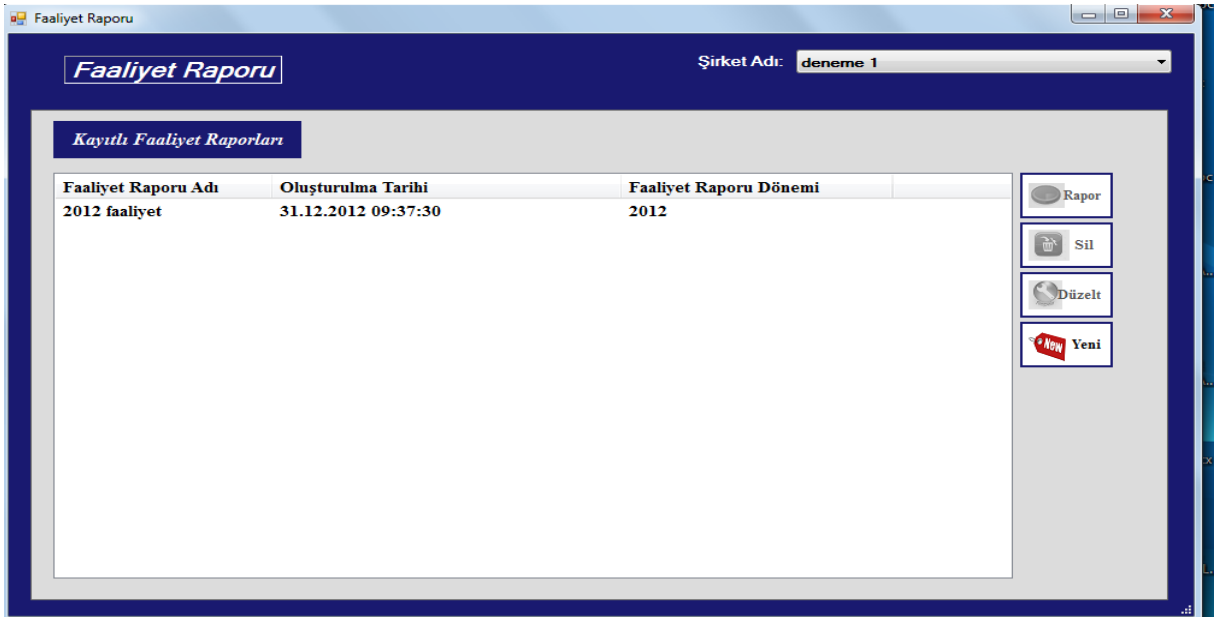 Faaliyet Raporu
Faaliyet Raporu
Şirket Adı: deneme 1
Kayıtlı Faaliyet Raporları
Faaliyet Raporu Adı Oluşturulma Tarihi Faaliyet Raporu Dönemi
2012 faaliyet 31.12.2012 09:37:30 2012
Rapor
Sil
Düzelt
New Yeni